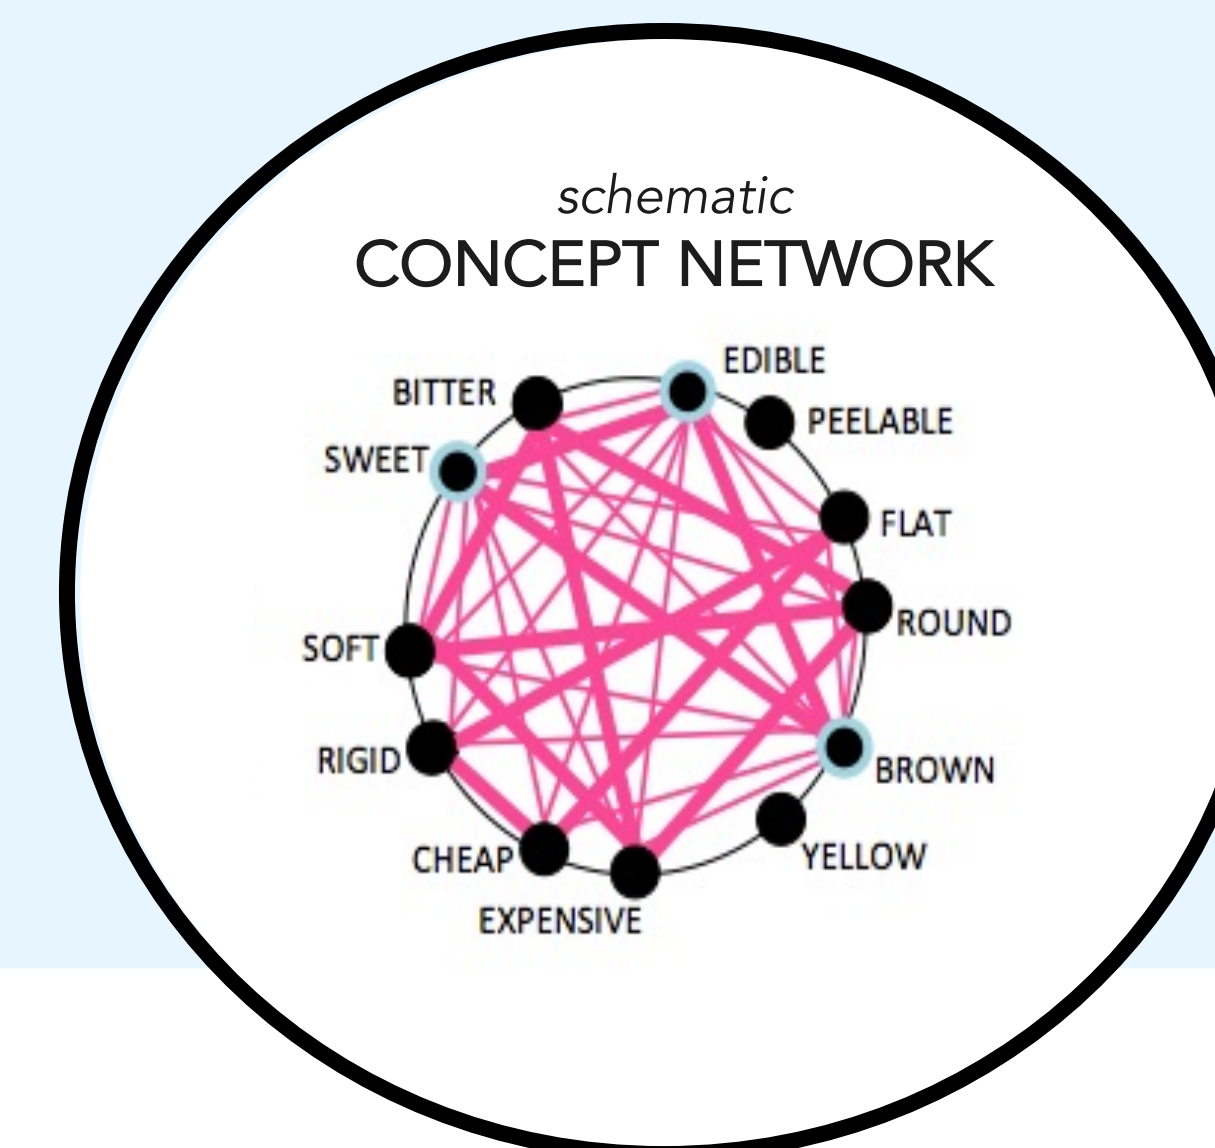 schematic
CONCEPT NETWORK
EDIBLE
BITTER
PEELABLE
SWEET
FLAT
ROUND
SOFT
RIGID
BROWN
CHEAP
YELLOW
EXPENSIVE